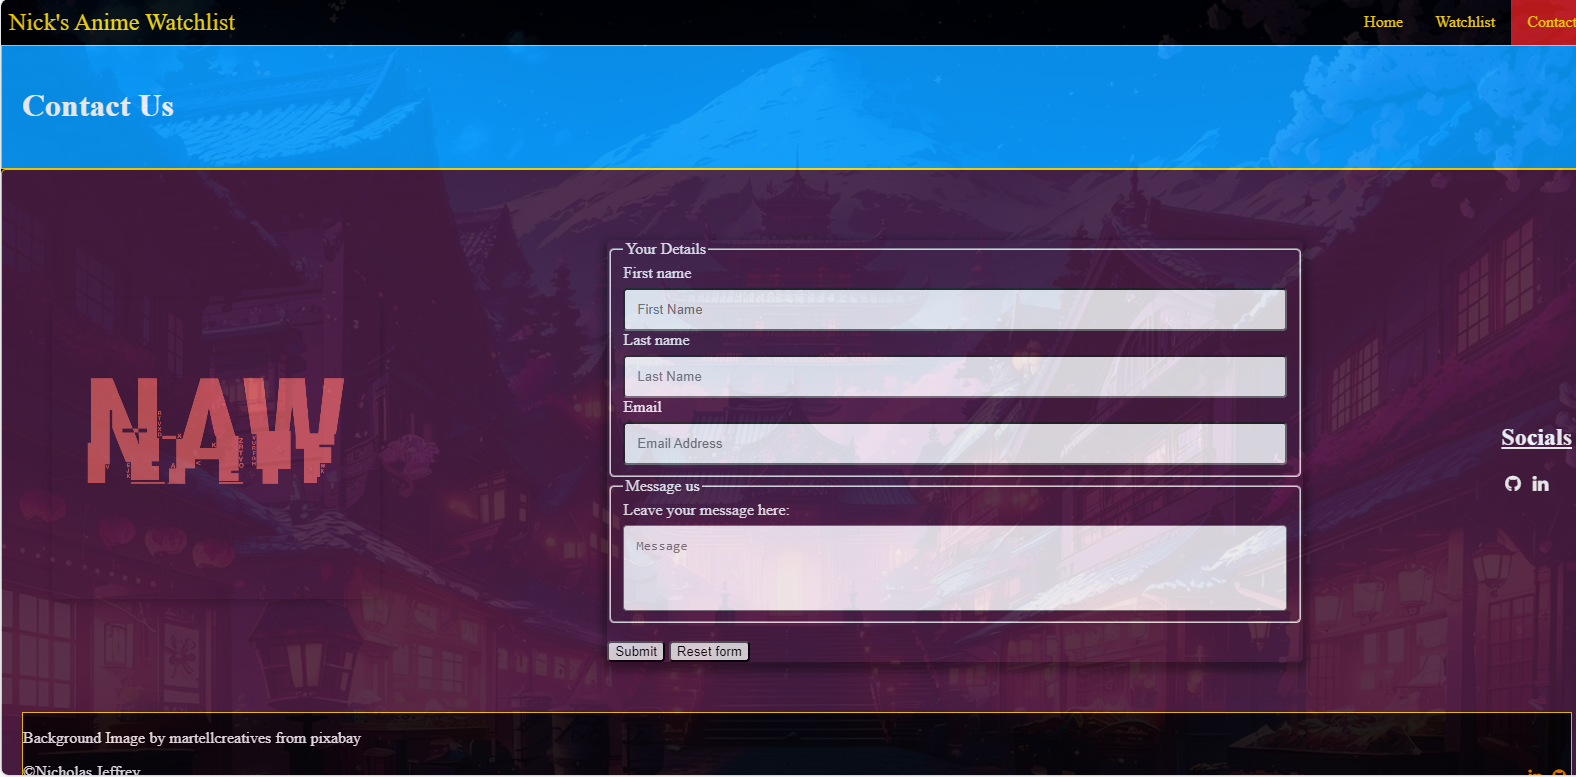 Nick's Anime Watchlist
Home Watchlist Contact
Contact Us
NAW
Your Details
First name
First Name
Last name
Last Name
Email
Email Address
Message us
Leave your message here:
Message
Submit Reset form
Socials
Background Image by martellcreatives from pixabay
©Nicholas Jeffrey